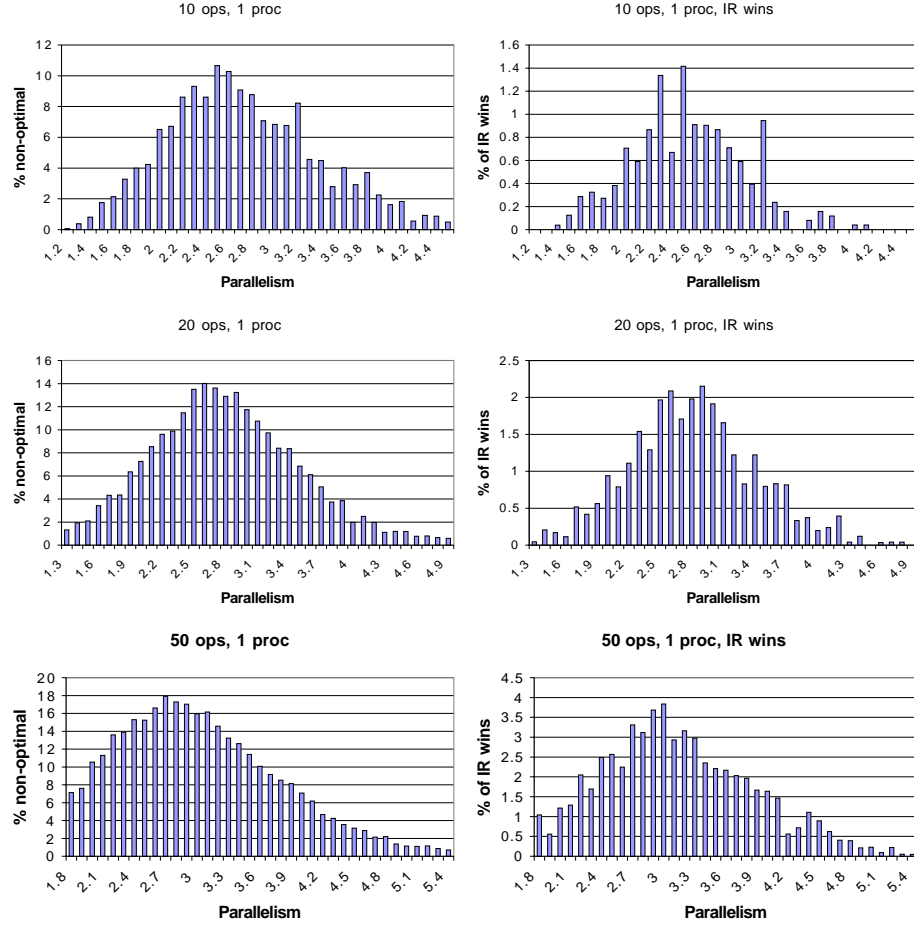 10 ops, 1 proc
% non-optimal
12
10
8
6
4
2
0
1.2 1.4 1.6 1.8 2 2.2 2.4 2.6 2.8 3 3.2 3.4 3.6 3.8 4 4.2 4.4
Parallelism
10 ops, 1 proc, IR wins
% of IR wins
1.6
1.4
1.2
1
0.8
0.6
0.4
0.2
0
1.2 1.4 1.6 1.8 2 2.2 2.4 2.6 2.8 3 3.2 3.4 3.6 3.8 4 4.2 4.4
Parallelism
20 ops, 1 proc
% non-optimal
16
14
12
10
8
6
4
2
0
1.3 1.6 1.9 2.2 2.5 2.8 3.1 3.4 3.7 4 4.3 4.6 4.9
Parallelism
20 ops, 1 proc, IR wins
% of IR wins
2.5
2
1.5
1
0.5
0
1.3 1.6 1.9 2.2 2.5 2.8 3.1 3.4 3.7 4 4.3 4.6 4.9
Parallelism
50 ops, 1 proc
% non-optimal
20
18
16
14
12
10
8
6
4
2
0
1.8 2.1 2.4 2.7 3 3.3 3.6 3.9 4.2 4.5 4.8 5.1 5.4
Parallelism
50 ops, 1 proc, IR wins
% of IR wins
4.5
4
3.5
3
2.5
2
1.5
1
0.5
0
1.8 2.1 2.4 2.7 3 3.3 3.6 3.9 4.2 4.5 4.8 5.1 5.4
Parallelism